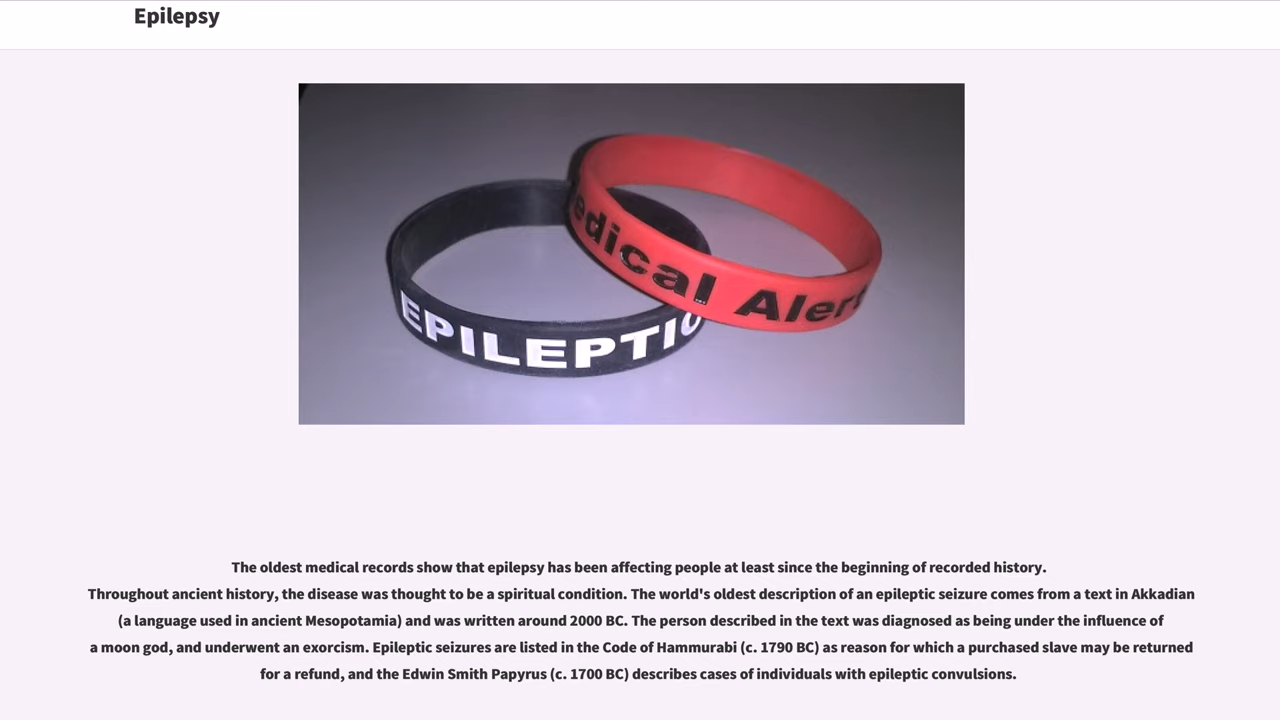 Epilepsy
edical Alert
EPILEPTIC
The oldest medical records show that epilepsy has been affecting people at least since the beginning of recorded history.
Throughout ancient history, the disease was thought to be a spiritual condition. The world's oldest description of an epileptic seizure comes from a text in Akkadian
(a language used in ancient Mesopotamia) and was written around 2000 BC. The person described in the text was diagnosed as being under the influence of
a moon god, and underwent an exorcism. Epileptic seizures are listed in the Code of Hammurabi (c. 1790 BC) as reason for which a purchased slave may be returned
for a refund, and the Edwin Smith Papyrus (c. 1700 BC) describes cases of individuals with epileptic convulsions.